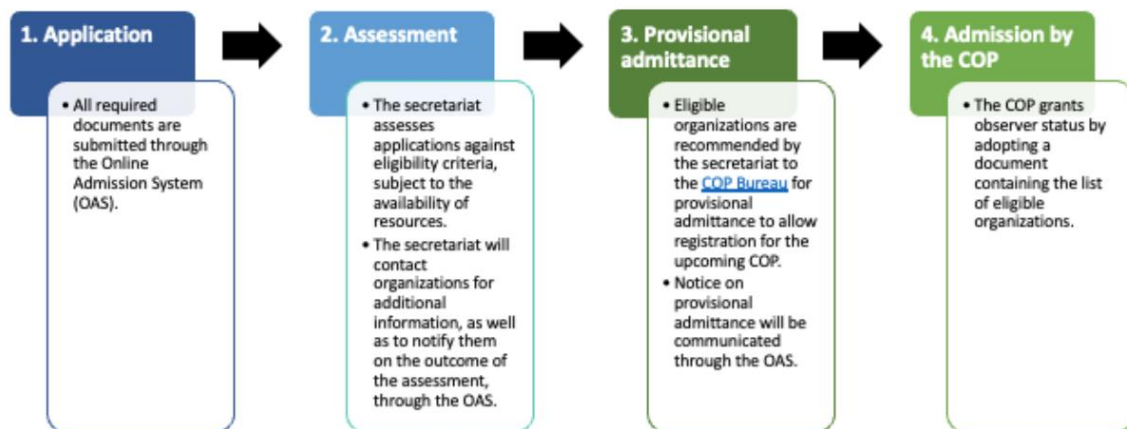 1. Application
• All required
documents are
submitted through
the Online
Admission System
(OAS).
2. Assessment
• The secretariat
assesses
applications against
eligibility criteria,
subject to the
availability of
resources.
• The secretariat will
contact
organizations for
additional
information, as well
as to notify them
on the outcome of
the assessment,
through the OAS.
3. Provisional
admittance
• Eligible
organizations are
recommended by
the secretariat to
the COP Bureau for
provisional
admittance to allow
registration for the
upcoming COP.
• Notice on
provisional
admittance will be
communicated
through the OAS.
4. Admission by
the COP
• The COP grants
observer status by
adopting a
document
containing the list
of eligible
organizations.